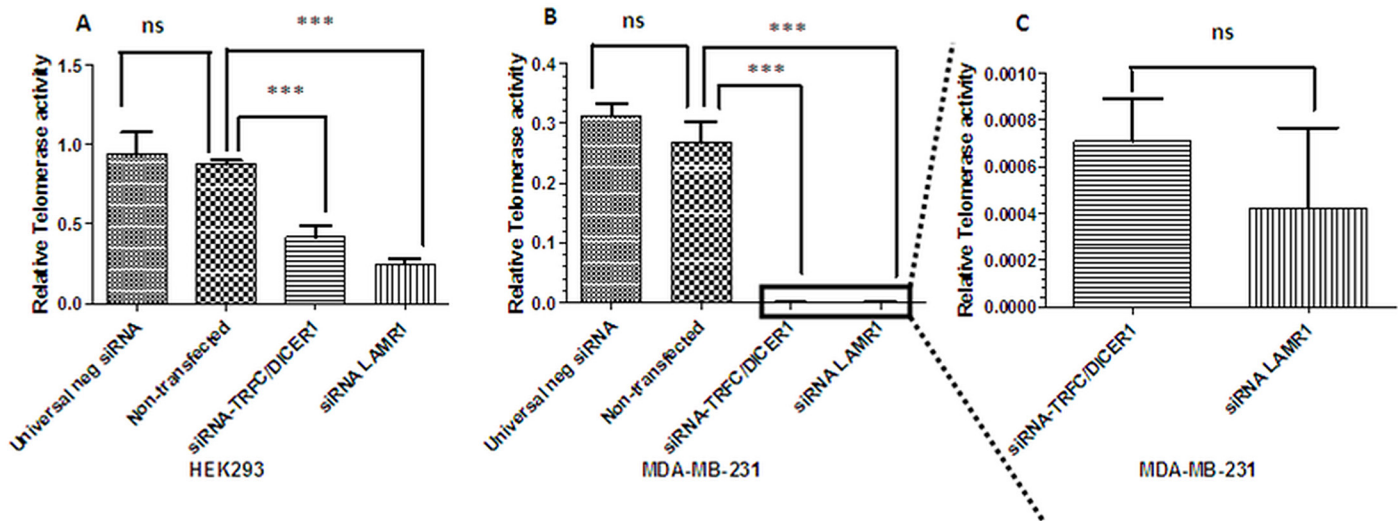 A
ns
***
***
Relative Telomerase activity
1.5
1.0
0.5
0.0
Universal neg siRNA
Non-transfected
siRNA-TRFC/DICER1
siRNA LAMR1
HEK293
B
ns
***
***
Relative Telomerase activity
0.4
0.3
0.2
0.1
0.0
Universal neg siRNA
Non-transfected
siRNA-TRFC/DICER1
siRNA LAMR1
MDA-MB-231
C
ns
Relative Telomerase activity
0.0010
0.0008
0.0006
0.0004
0.0002
0.0000
siRNA-TRFC/DICER1
siRNA LAMR1
MDA-MB-231